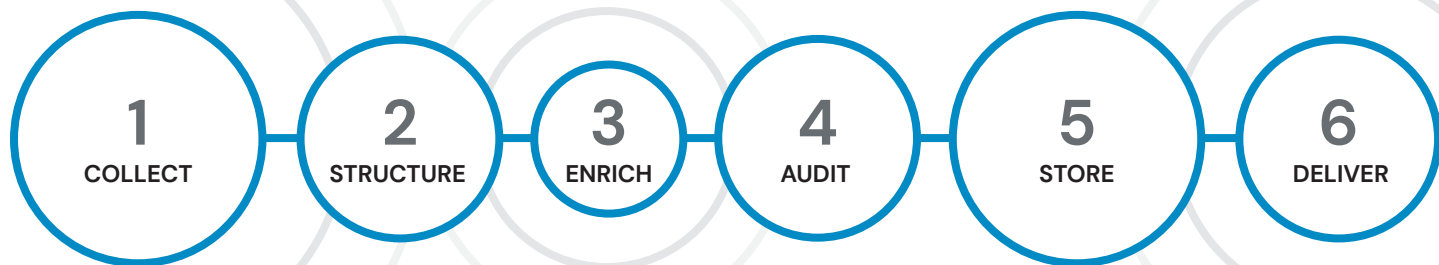 1
COLLECT
2
STRUCTURE
3
ENRICH
4
AUDIT
5
STORE
6
DELIVER